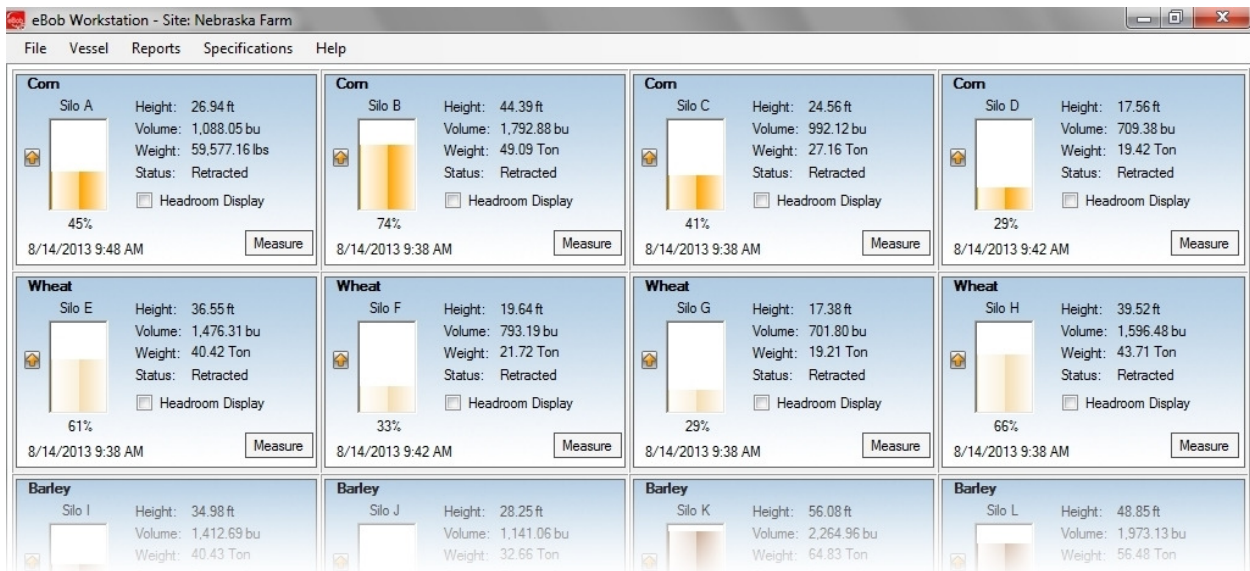 eBob Workstation - Site: Nebraska Farm
File Vessel Reports Specifications Help
Corn
Silo A
Height: 26.94 ft
Volume: 1,088.05 bu
Weight: 59,577.16 lbs
Status: Retracted
Headroom Display
45%
8/14/2013 9:48 AM
Measure
Corn
Silo B
Height: 44.39 ft
Volume: 1,792.88 bu
Weight: 49.09 Ton
Status: Retracted
Headroom Display
74%
8/14/2013 9:38 AM
Measure
Corn
Silo C
Height: 24.56 ft
Volume: 992.12 bu
Weight: 27.16 Ton
Status: Retracted
Headroom Display
41%
8/14/2013 9:38 AM
Measure
Corn
Silo D
Height: 17.56 ft
Volume: 709.38 bu
Weight: 19.42 Ton
Status: Retracted
Headroom Display
29%
8/14/2013 9:42 AM
Measure
Wheat
Silo E
Height: 36.55 ft
Volume: 1,476.31 bu
Weight: 40.42 Ton
Status: Retracted
Headroom Display
61%
8/14/2013 9:38 AM
Measure
Wheat
Silo F
Height: 19.64 ft
Volume: 793.19 bu
Weight: 21.72 Ton
Status: Retracted
Headroom Display
33%
8/14/2013 9:42 AM
Measure
Wheat
Silo G
Height: 17.38 ft
Volume: 701.80 bu
Weight: 19.21 Ton
Status: Retracted
Headroom Display
29%
8/14/2013 9:38 AM
Measure
Wheat
Silo H
Height: 39.52 ft
Volume: 1,596.48 bu
Weight: 43.71 Ton
Status: Retracted
Headroom Display
66%
8/14/2013 9:38 AM
Measure
Barley
Silo I
Height: 34.98 ft
Volume: 1,412.69 bu
Weight: 40.43 Ton
Barley
Silo J
Height: 28.25 ft
Volume: 1,141.06 bu
Weight: 32.66 Ton
Barley
Silo K
Height: 56.08 ft
Volume: 2,264.96 bu
Weight: 64.83 Ton
Barley
Silo L
Height: 48.85 ft
Volume: 1,973.13 bu
Weight: 56.48 Ton